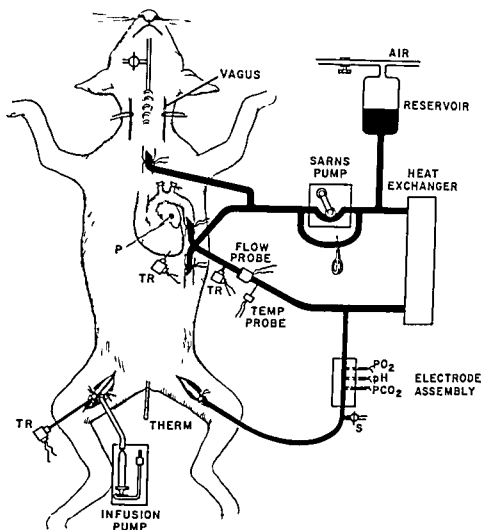 AIR
VAGUS
RESERVOIR
SARNS
PUMP
HEAT
EXCHANGER
P
TR
TR
FLOW
PROBE
TEMP
PROBE
PO2
pH
PCO2
ELECTRODE
ASSEMBLY
S
TR
THERM
INFUSION
PUMP